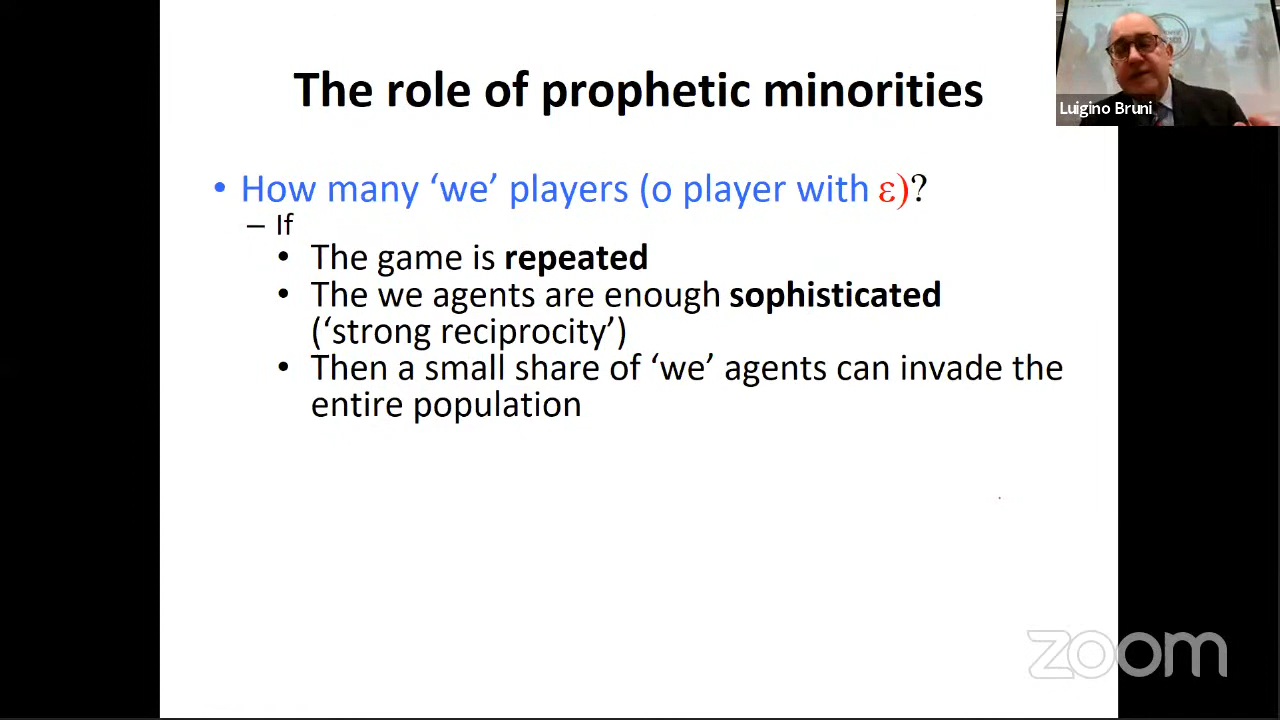 The role of prophetic minorities
Luigino Bruni
• How many ‘we’ players (o player with ε)?
– If
• The game is repeated
• The we agents are enough sophisticated
(‘strong reciprocity’)
• Then a small share of ‘we’ agents can invade the
entire population
zoom